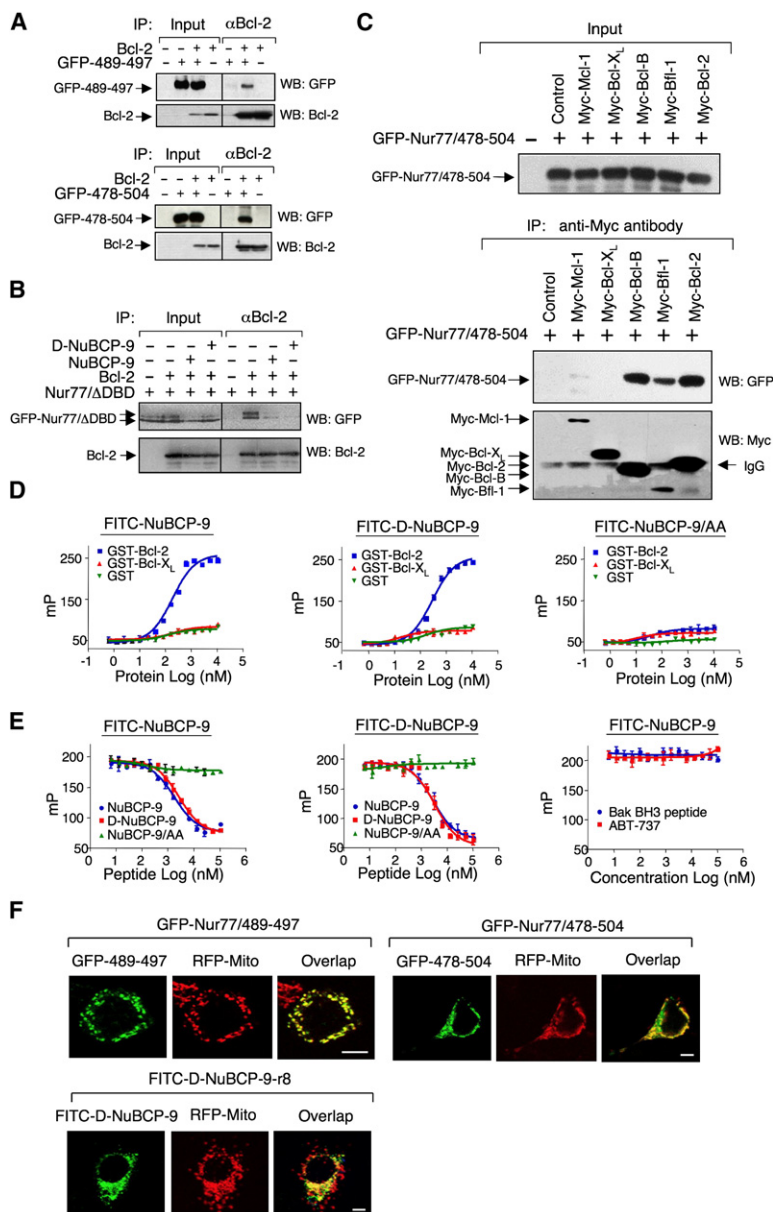 A
IP: Input αBcl-2
Bcl-2 - - + + - + +
GFP-489-497 - + + - + + -
GFP-489-497 WB: GFP
Bcl-2 WB: Bcl-2
IP: Input αBcl-2
Bcl-2 - - + + - + +
GFP-478-504 - + + - + + -
GFP-478-504 WB: GFP
Bcl-2 WB: Bcl-2
B
IP: Input αBcl-2
D-NuBCP-9 - - - + - - - +
NuBCP-9 - - + - - - + -
Bcl-2 - + + + - + + +
Nur77/ΔDBD + + + + + + + +
GFP-Nur77/ΔDBD WB: GFP
Bcl-2 WB: Bcl-2
C
Input
Control Myc-Mcl-1 Myc-Bcl-XL Myc-Bcl-B Myc-Bfl-1 Myc-Bcl-2
GFP-Nur77/478-504 - + + + + + +
GFP-Nur77/478-504
IP: anti-Myc antibody
Control Myc-Mcl-1 Myc-Bcl-XL Myc-Bcl-B Myc-Bfl-1 Myc-Bcl-2
GFP-Nur77/478-504 + + + + + +
GFP-Nur77/478-504 WB: GFP
Myc-Mcl-1 WB: Myc
Myc-Bcl-XL
Myc-Bcl-2 IgG
Myc-Bcl-B
Myc-Bfl-1
D
FITC-NuBCP-9
GST-Bcl-2
GST-Bcl-XL
GST
mP
250
150
50
-1 0 1 2 3 4 5
Protein Log (nM)
FITC-D-NuBCP-9
GST-Bcl-2
GST-Bcl-XL
GST
mP
250
150
50
-1 0 1 2 3 4 5
Protein Log (nM)
FITC-NuBCP-9/AA
GST-Bcl-2
GST-Bcl-XL
GST
mP
250
150
50
-1 0 1 2 3 4 5
Protein Log (nM)
E
FITC-NuBCP-9
mP
200
150
100
50
NuBCP-9
D-NuBCP-9
NuBCP-9/AA
0 1 2 3 4 5 6
Peptide Log (nM)
FITC-D-NuBCP-9
mP
200
150
100
50
NuBCP-9
D-NuBCP-9
NuBCP-9/AA
0 1 2 3 4 5 6
Peptide Log (nM)
FITC-NuBCP-9
mP
200
150
100
50
Bak BH3 peptide
ABT-737
0 1 2 3 4 5 6
Concentration Log (nM)
F
GFP-Nur77/489-497
GFP-489-497 RFP-Mito Overlap
GFP-Nur77/478-504
GFP-478-504 RFP-Mito Overlap
FITC-D-NuBCP-9-r8
FITC-D-NuBCP-9 RFP-Mito Overlap